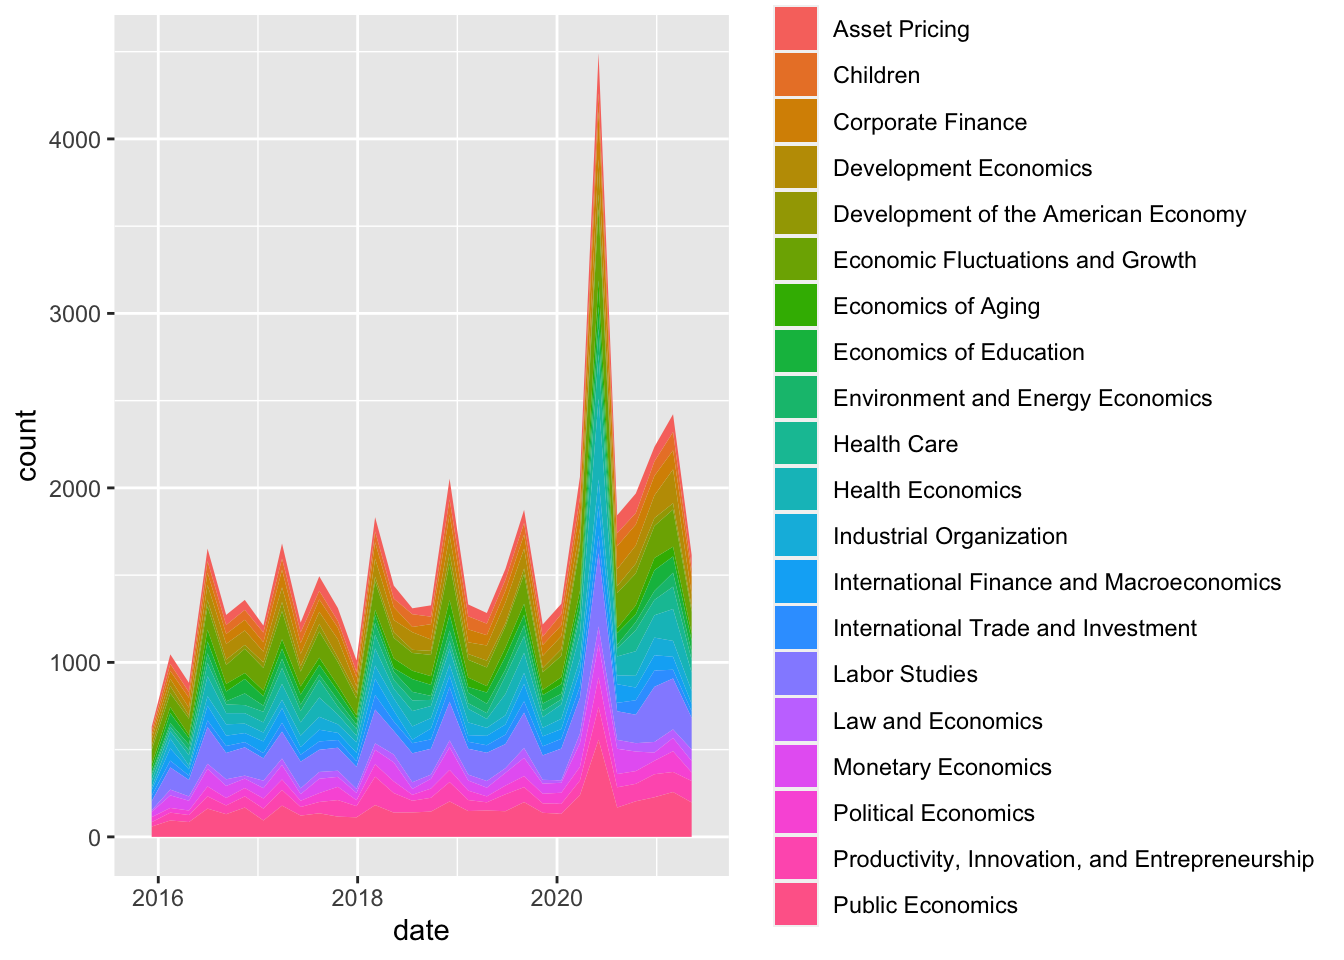 count
4000
3000
2000
1000
0
2016
2018
2020
date
Asset Pricing
Children
Corporate Finance
Development Economics
Development of the American Economy
Economic Fluctuations and Growth
Economics of Aging
Economics of Education
Environment and Energy Economics
Health Care
Health Economics
Industrial Organization
International Finance and Macroeconomics
International Trade and Investment
Labor Studies
Law and Economics
Monetary Economics
Political Economics
Productivity, Innovation, and Entrepreneurship
Public Economics